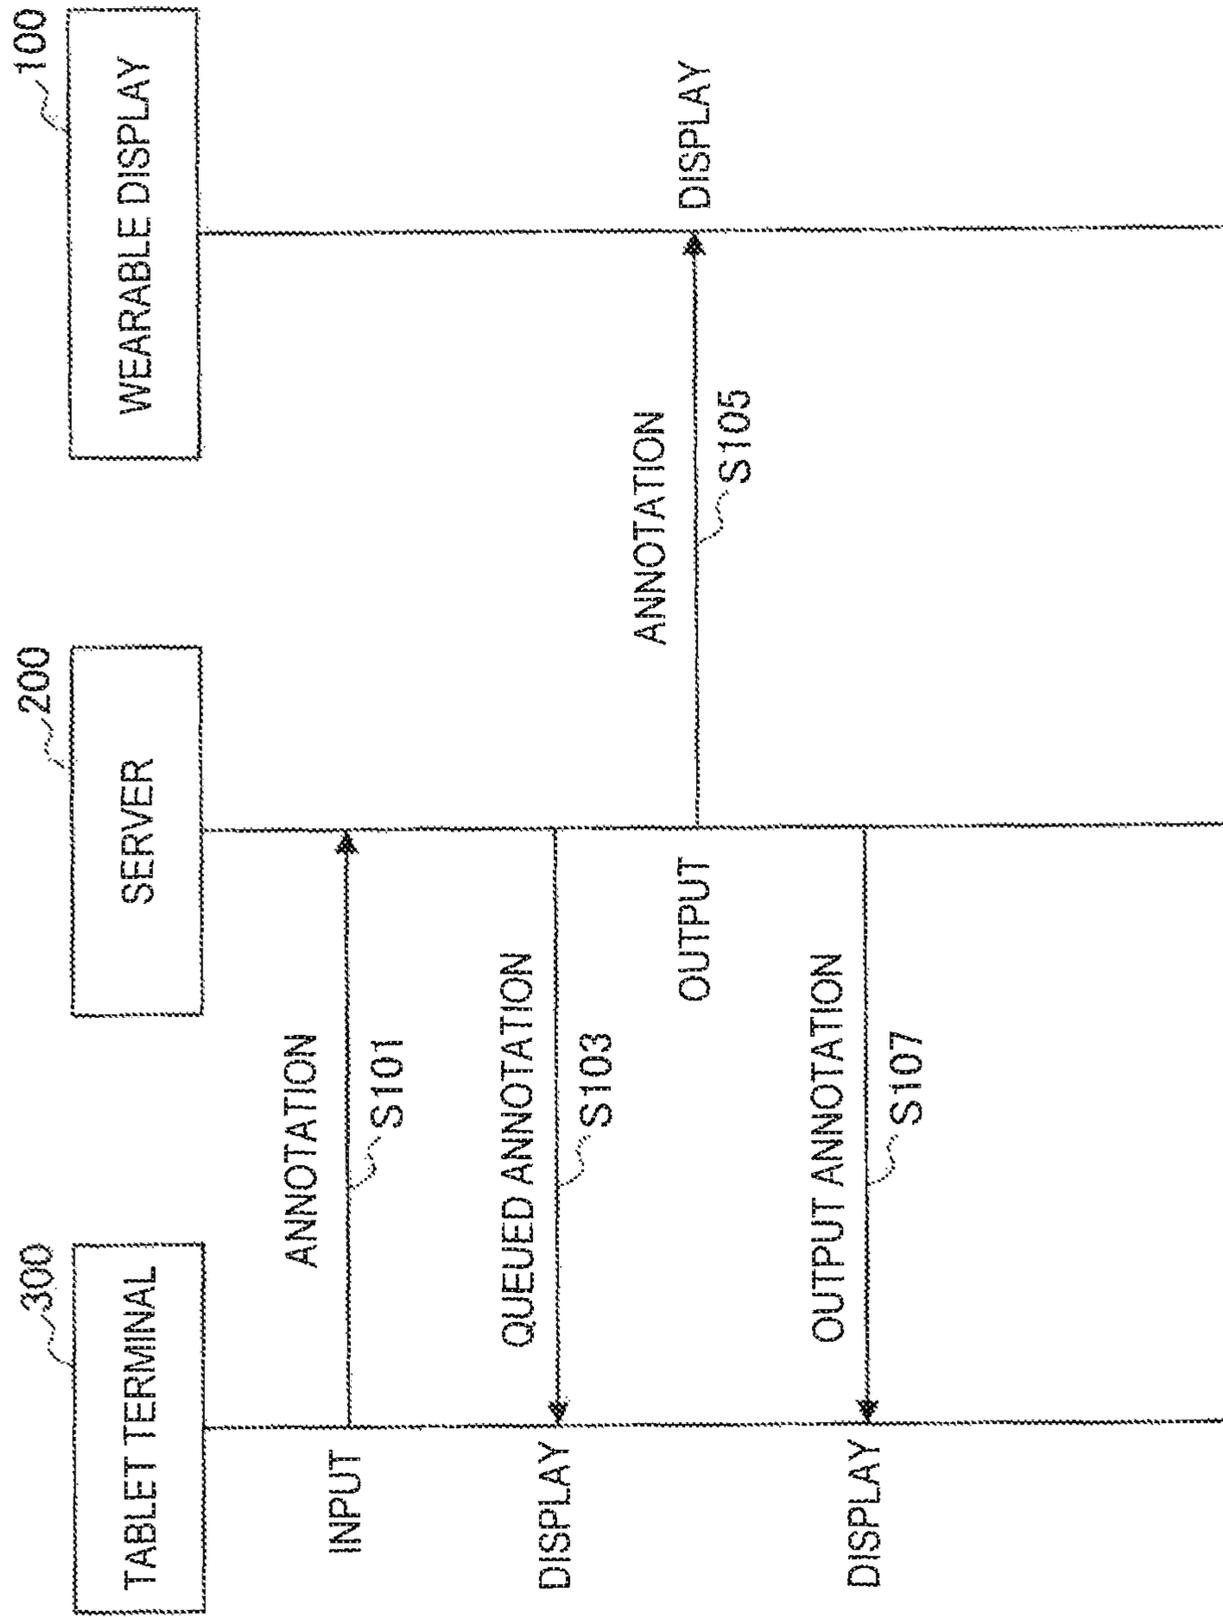 300
200
100
TABLET TERMINAL
SERVER
WEARABLE DISPLAY
INPUT
ANNOTATION
S101
DISPLAY
QUEUED ANNOTATION
S103
OUTPUT
ANNOTATION
S105
DISPLAY
DISPLAY
OUTPUT ANNOTATION
S107